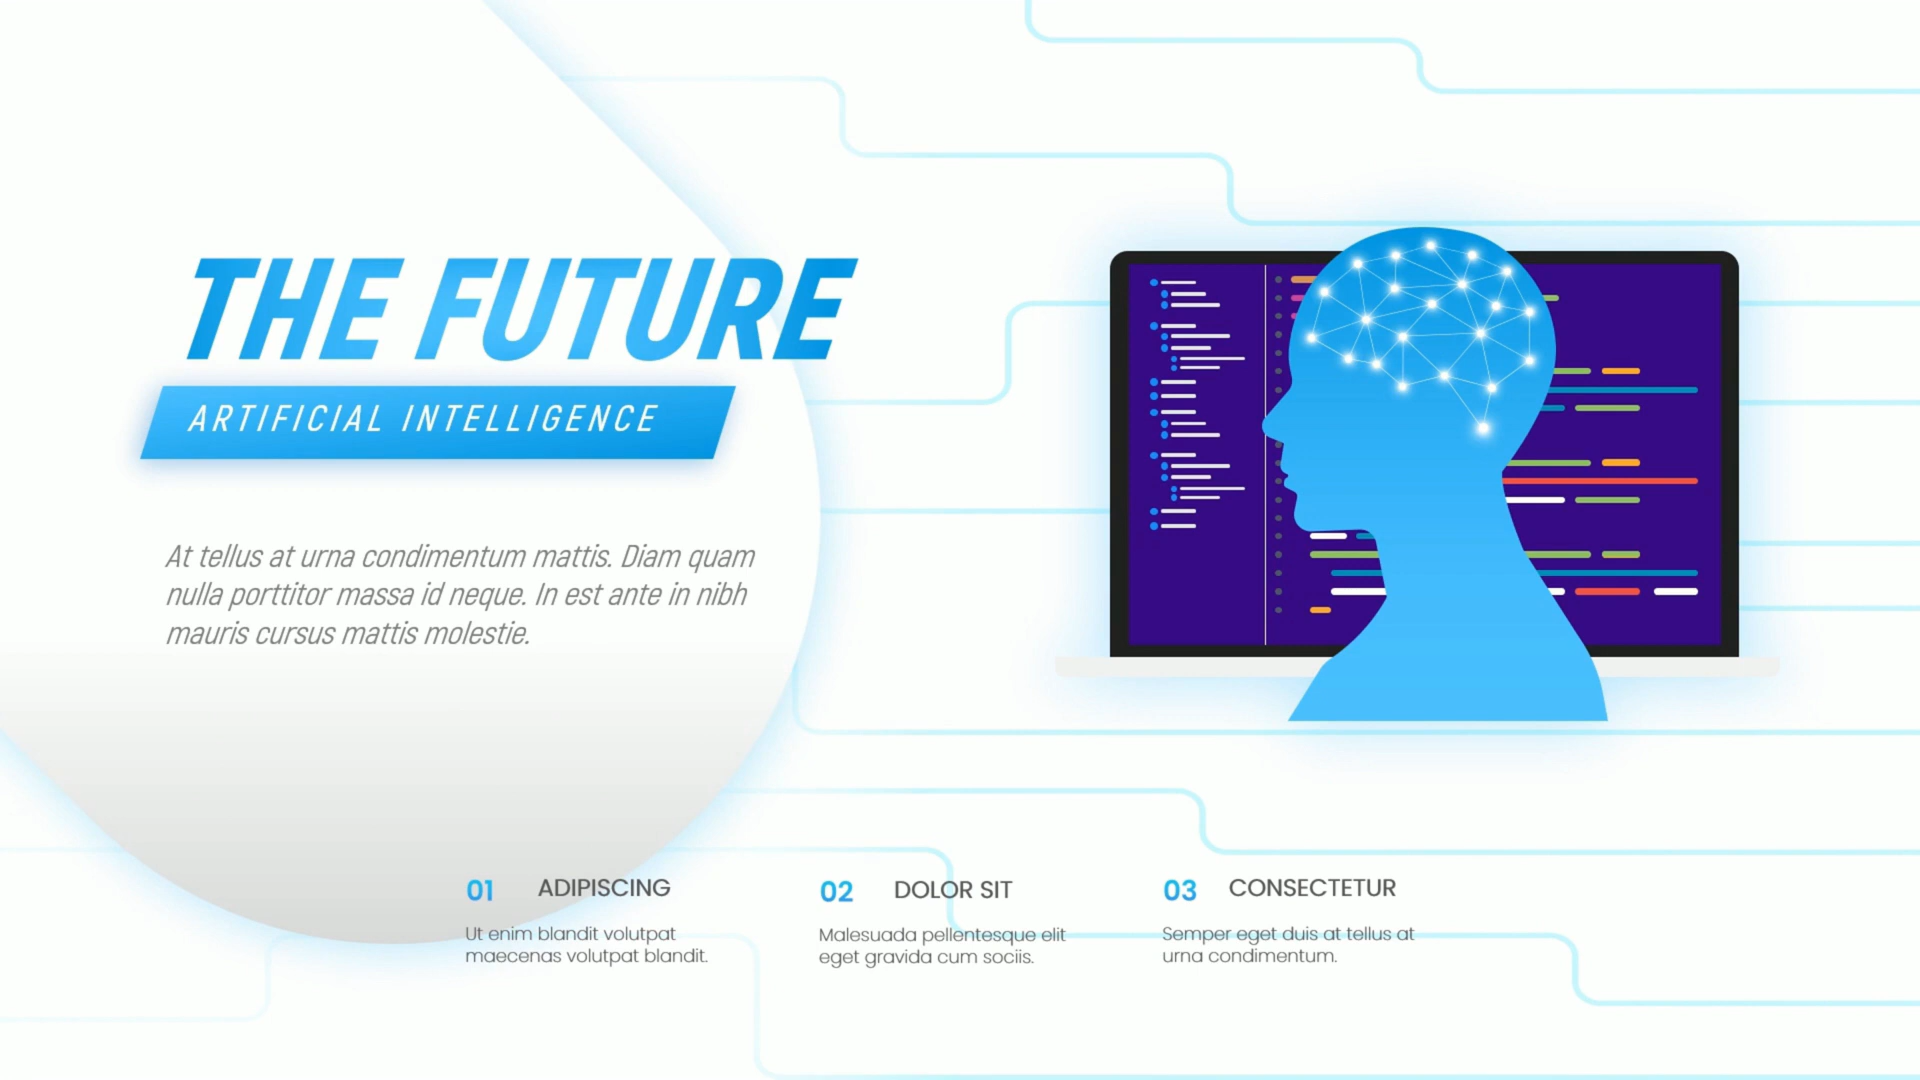 THE FUTURE
ARTIFICIAL INTELLIGENCE
At tellus at urna condimentum mattis. Diam quam
nulla porttitor massa id neque. In est ante in nibh
mauris cursus mattis molestie.
01 ADIPISCING
Ut enim blandit volutpat
maecenas volutpat blandit.
02 DOLOR SIT
Malesuada pellentesque elit
eget gravida cum sociis.
03 CONSECTETUR
Semper eget duis at tellus at
urna condimentum.